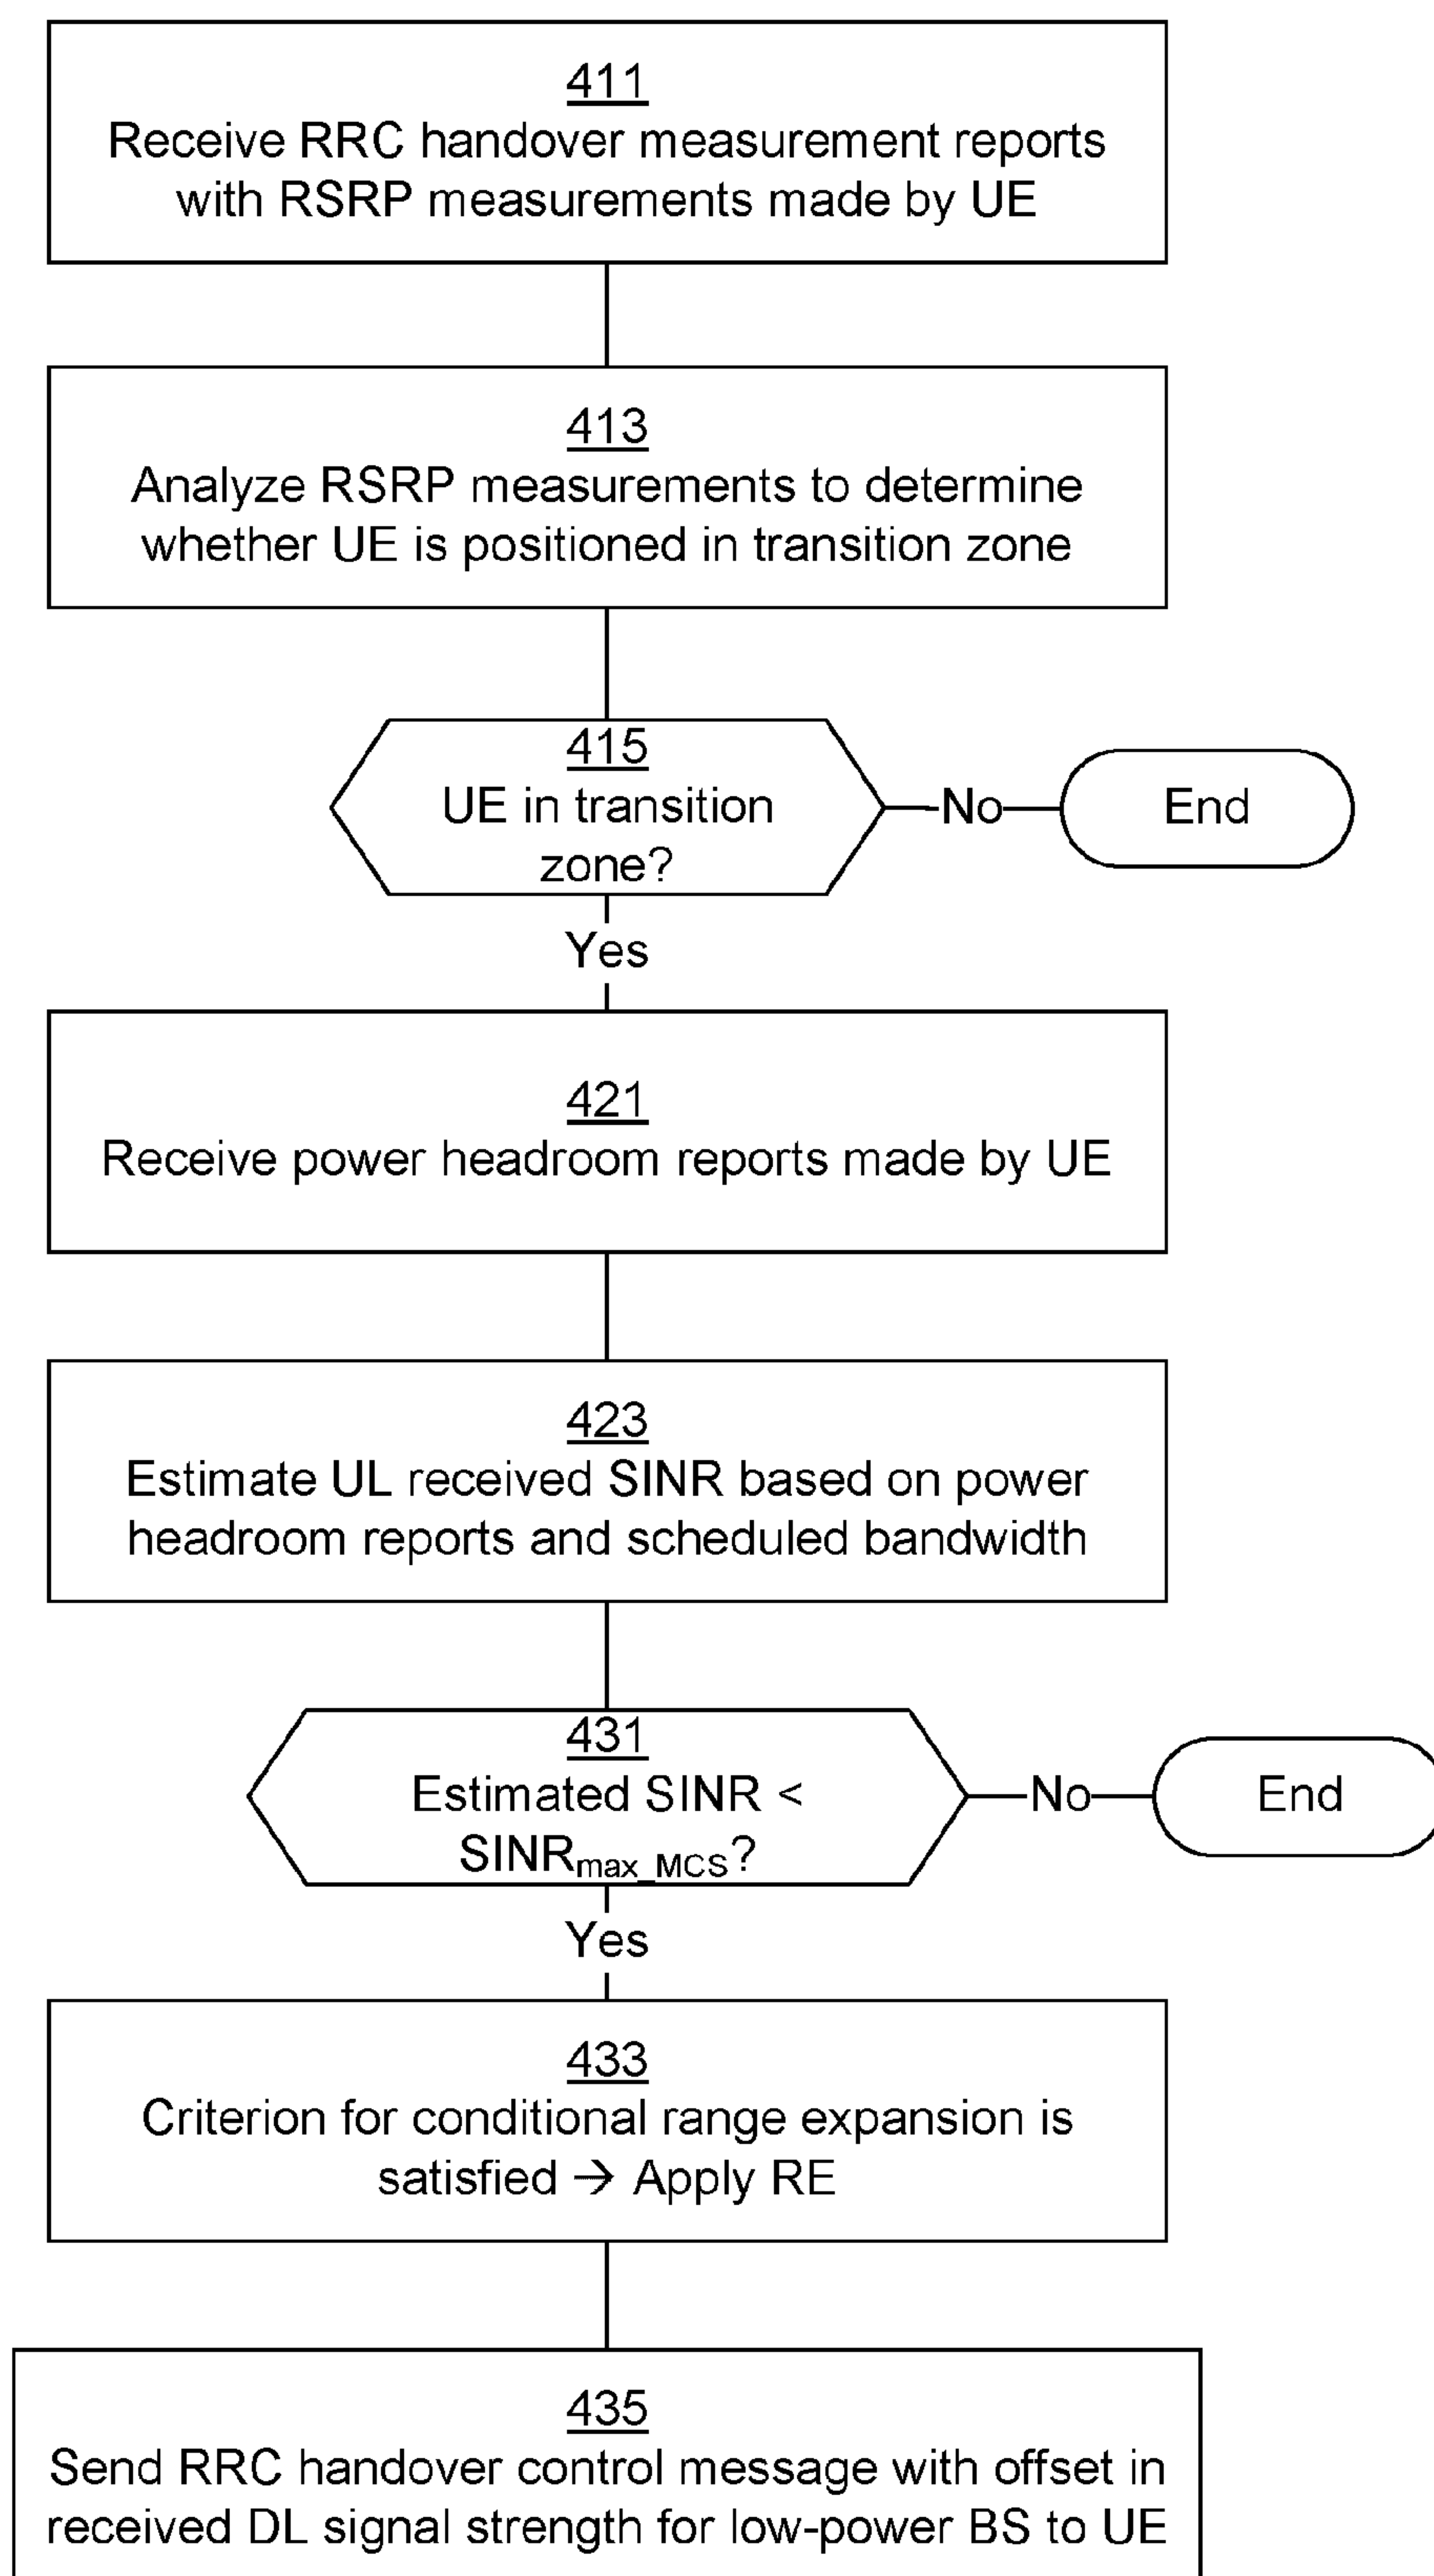 411
Receive RRC handover measurement reports
with RSRP measurements made by UE
413
Analyze RSRP measurements to determine
whether UE is positioned in transition zone
415
UE in transition
zone?
No
End
Yes
421
Receive power headroom reports made by UE
423
Estimate UL received SINR based on power
headroom reports and scheduled bandwidth
431
Estimated SINR <
SINRmax_MCS?
No
End
Yes
433
Criterion for conditional range expansion is
satisfied → Apply RE
435
Send RRC handover control message with offset in
received DL signal strength for low-power BS to UE